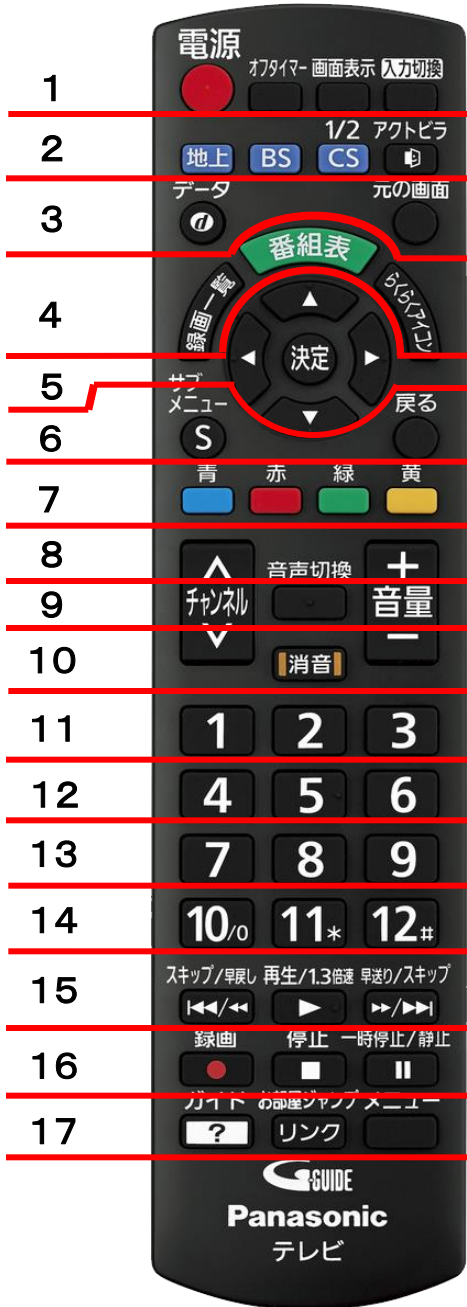 電源
オフタイマー 画面表示 入力切換
1
1/2 アクトビラ
2 地上 BS CS
データ 元の画面
3 d
番組表
4 録画一覧 らくらくアイコン
決定
5 サブ
メニュー 戻る
6 S
青 赤 緑 黄
7
8 音声切換 +
9 チャンネル 音量
−
10 消音
11 1 2 3
12 4 5 6
13 7 8 9
14 10/0 11* 12#
スキップ/早戻し 再生/1.3倍速 早送り/スキップ
15
録画 停止 一時停止/静止
16
ガイド お部屋ジャンプ メニュー
17 ? リンク
G-GUIDE
Panasonic
テレビ